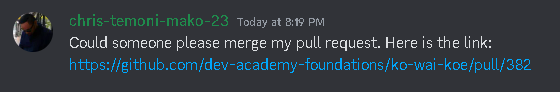 chris-temoni-mako-23 Today at 8:19 PM
Could someone please merge my pull request. Here is the link:
https://github.com/dev-academy-foundations/ko-wai-koe/pull/382